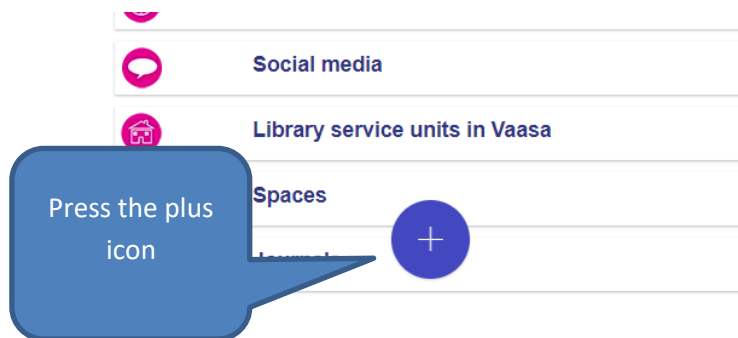 Social media
Library service units in Vaasa
Spaces
Press the plus
icon